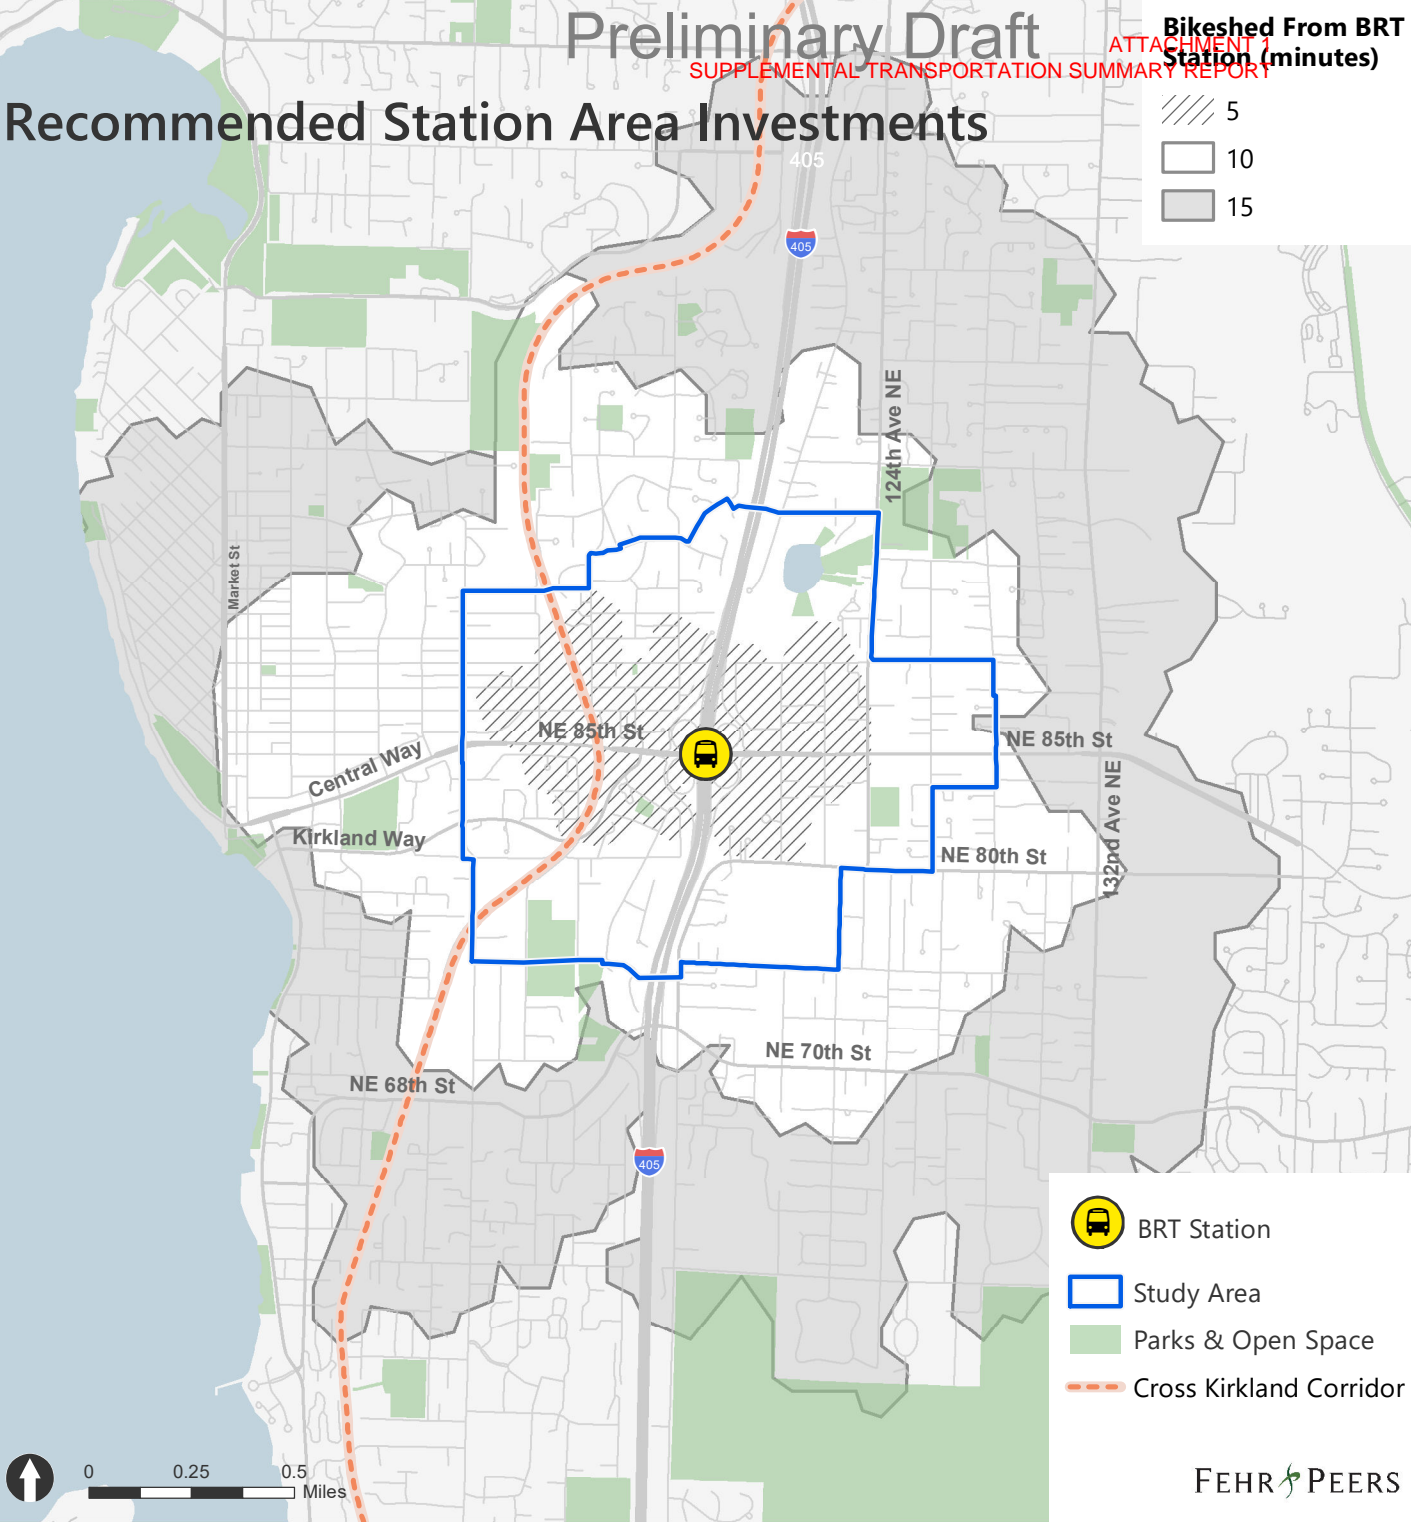 Preliminary Draft
ATTACHMENT 1
SUPPLEMENTAL TRANSPORTATION SUMMARY REPORT
Recommended Station Area Investments
Bikeshed From BRT
Station (minutes)
5
10
15
405
405
124th Ave NE
Market St
NE 85th St
NE 85th St
Central Way
Kirkland Way
132nd Ave NE
NE 80th St
NE 70th St
NE 68th St
405
BRT Station
Study Area
Parks & Open Space
Cross Kirkland Corridor
0 0.25 0.5
Miles
FEHR PEERS